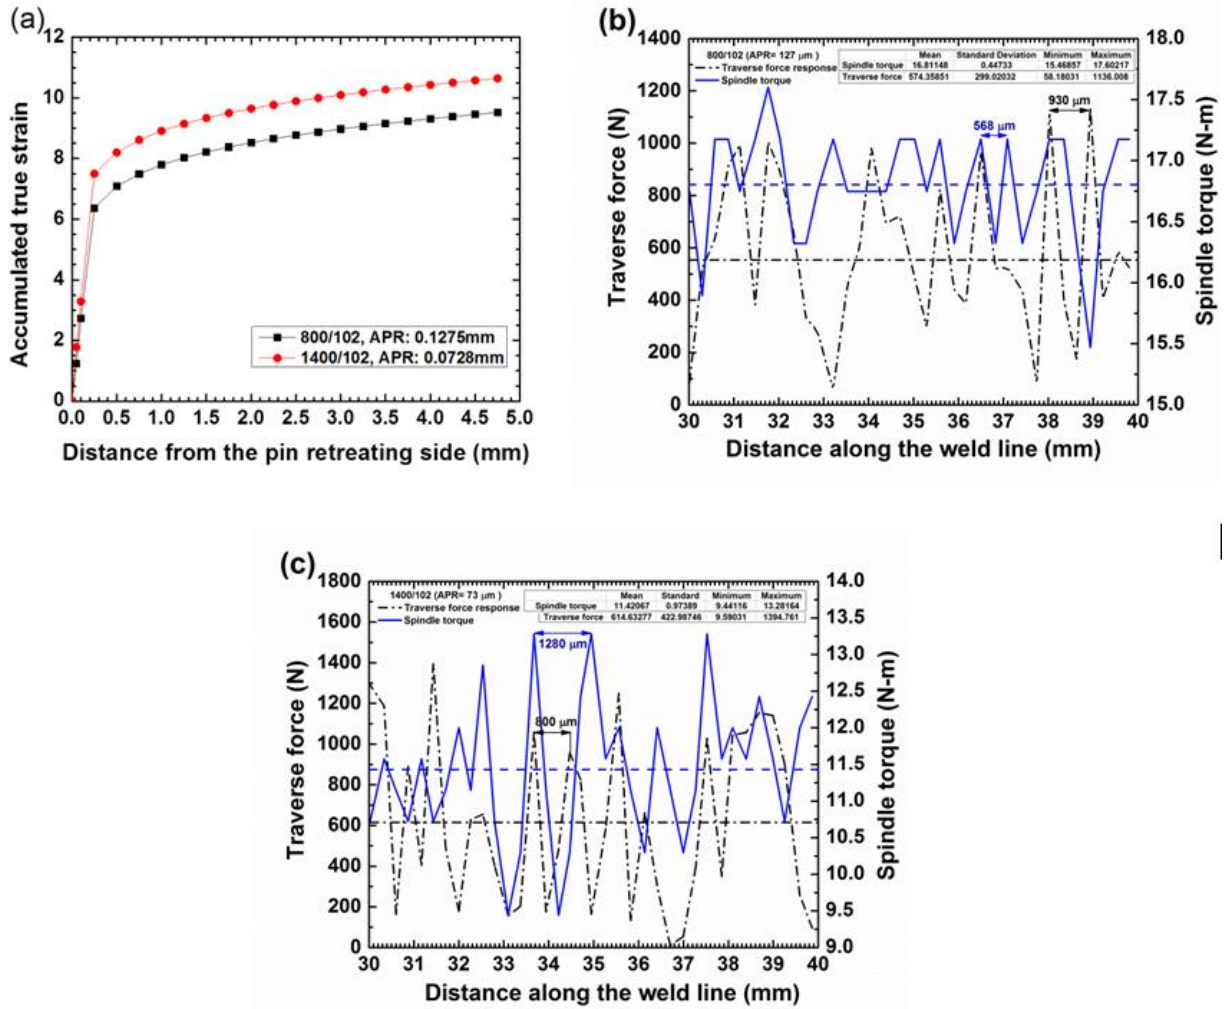 (a)
12
10
8
6
4
2
0
Accumulated true strain
800/102, APR: 0.1275mm
1400/102, APR: 0.0728mm
0.0 0.5 1.0 1.5 2.0 2.5 3.0 3.5 4.0 4.5 5.0
Distance from the pin retreating side (mm)
(b)
1400
1200
1000
800
600
400
200
0
Traverse force (N)
800/102 (APR= 127 μm )
Traverse force response
Spindle torque
Mean Standard Deviation Minimum Maximum
Spindle torque 16.81148 0.44733 15.46857 17.60217
Traverse force 574.35851 299.02032 58.18031 1136.008
930 μm
568 μm
18.0
17.5
17.0
16.5
16.0
15.5
15.0
Spindle torque (N-m)
30 31 32 33 34 35 36 37 38 39 40
Distance along the weld line (mm)
(c)
1800
1600
1400
1200
1000
800
600
400
200
0
Traverse force (N)
1400/102 (APR= 73 μm )
Traverse force response
Spindle torque
Mean Standard Minimum Maximum
Spindle torque 11.42067 0.97389 9.44116 13.28164
Traverse force 614.63277 422.98746 9.59031 1394.761
1280 μm
800 μm
14.0
13.5
13.0
12.5
12.0
11.5
11.0
10.5
10.0
9.5
9.0
Spindle torque (N-m)
30 31 32 33 34 35 36 37 38 39 40
Distance along the weld line (mm)